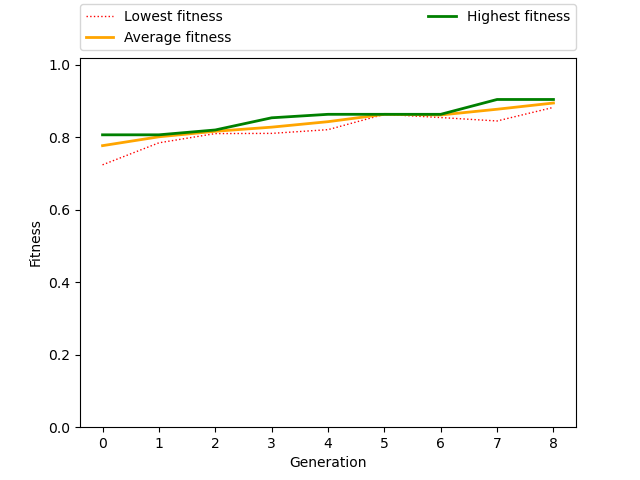 Lowest fitness
Average fitness
Highest fitness
1.0
0.8
0.6
0.4
0.2
0.0
Fitness
0 1 2 3 4 5 6 7 8
Generation